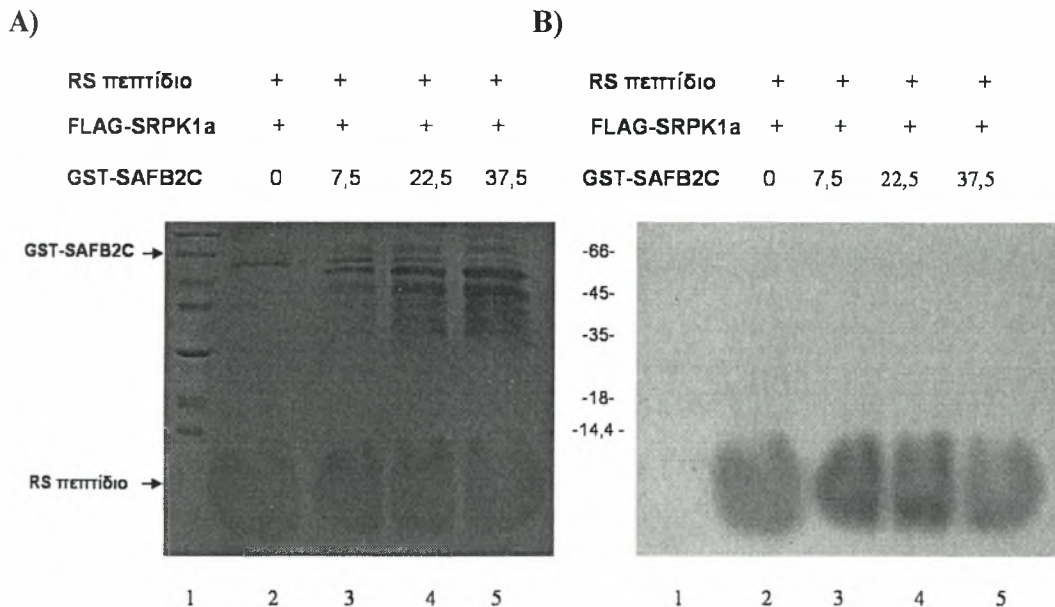 A)
RS πεπτίδιο + + + +
FLAG-SRPK1a + + + +
GST-SAFB2C 0 7,5 22,5 37,5
GST-SAFB2C
RS πεπτίδιο
1 2 3 4 5
B)
RS πεπτίδιο + + + +
FLAG-SRPK1a + + + +
GST-SAFB2C 0 7,5 22,5 37,5
-66-
-45-
-35-
-18-
-14,4 -
1 2 3 4 5